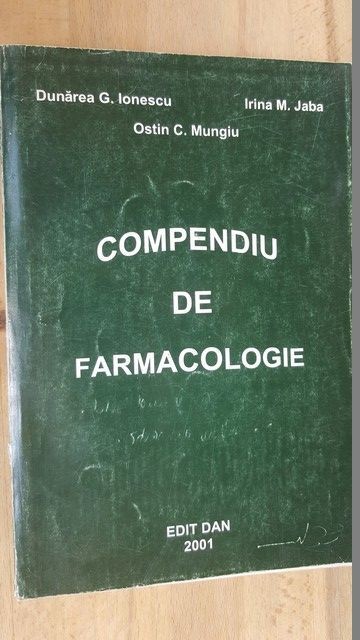 Dunărea G. Ionescu
Irina M. Jaba
Ostin C. Mungiu
COMPENDIU
DE
FARMACOLOGIE
EDIT DAN
2001